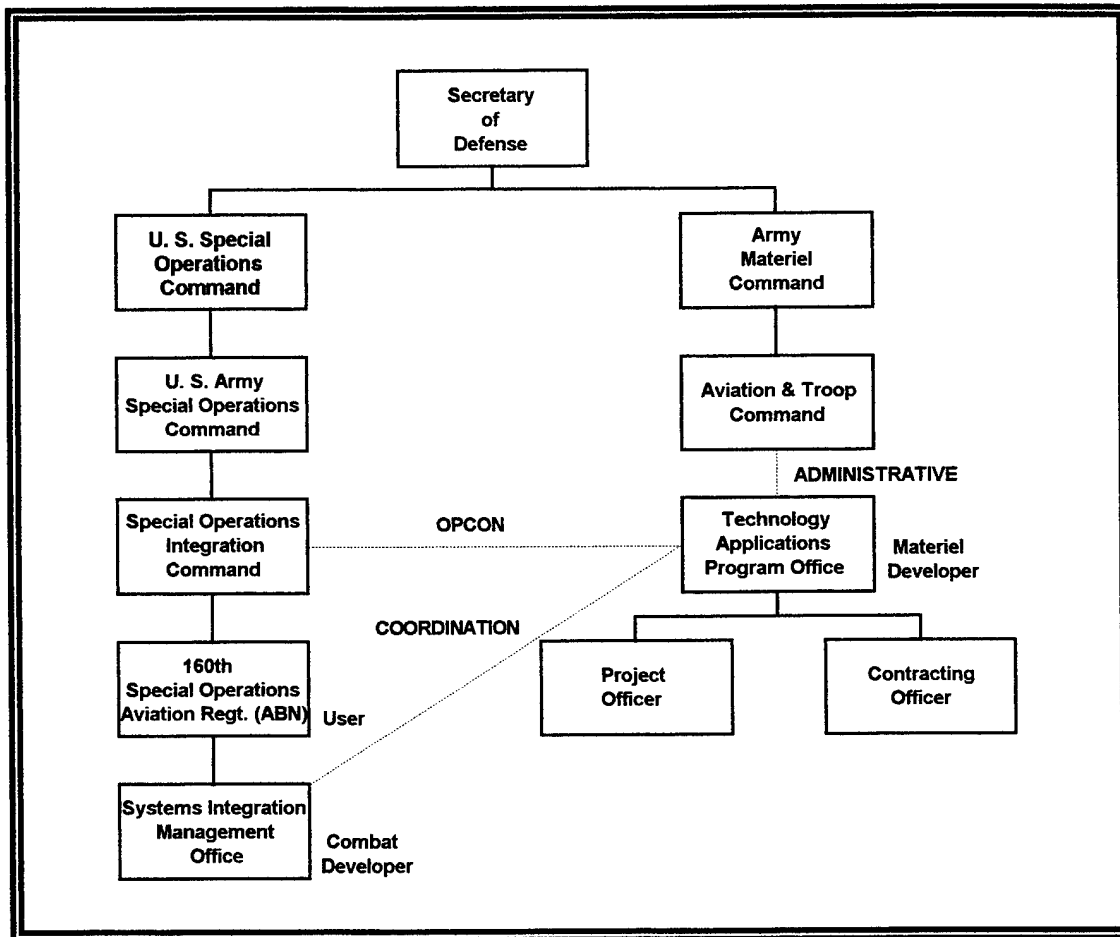 Secretary
of
Defense
U. S. Special
Operations
Command
Army
Materiel
Command
U. S. Army
Special Operations
Command
Aviation & Troop
Command
ADMINISTRATIVE
Special Operations
Integration
Command
OPCON
Technology
Applications
Program Office
Materiel
Developer
COORDINATION
160th
Special Operations
Aviation Regt. (ABN)
User
Project
Officer
Contracting
Officer
Systems Integration
Management
Office
Combat
Developer